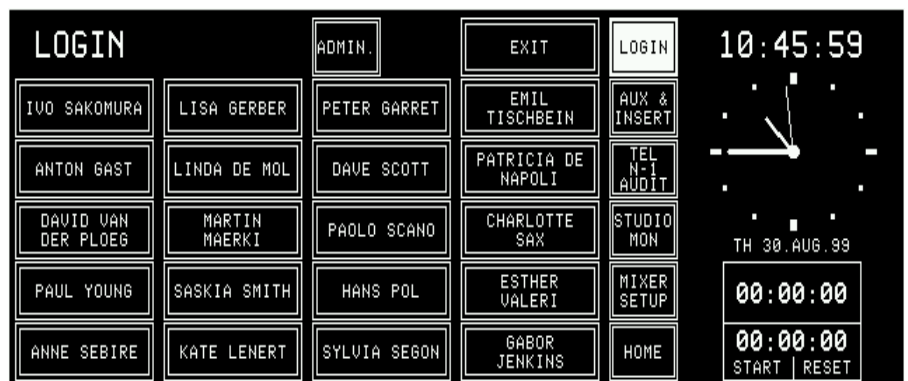 LOGIN
ADMIN.
EXIT
LOGIN
10:45:59
IVO SAKOMURA
LISA GERBER
PETER GARRET
EMIL
TISCHBEIN
AUX &
INSERT
ANTON GAST
LINDA DE MOL
DAVE SCOTT
PATRICIA DE
NAPOLI
TEL
N-1
AUDIT
DAVID VAN
DER PLOEG
MARTIN
MAERKI
PAOLO SCANO
CHARLOTTE
SAX
STUDIO
MON
TH 30.AUG.99
PAUL YOUNG
SASKIA SMITH
HANS POL
ESTHER
VALERI
MIXER
SETUP
00:00:00
ANNE SEBIRE
KATE LENERT
SYLVIA SEGON
GABOR
JENKINS
HOME
00:00:00
START RESET